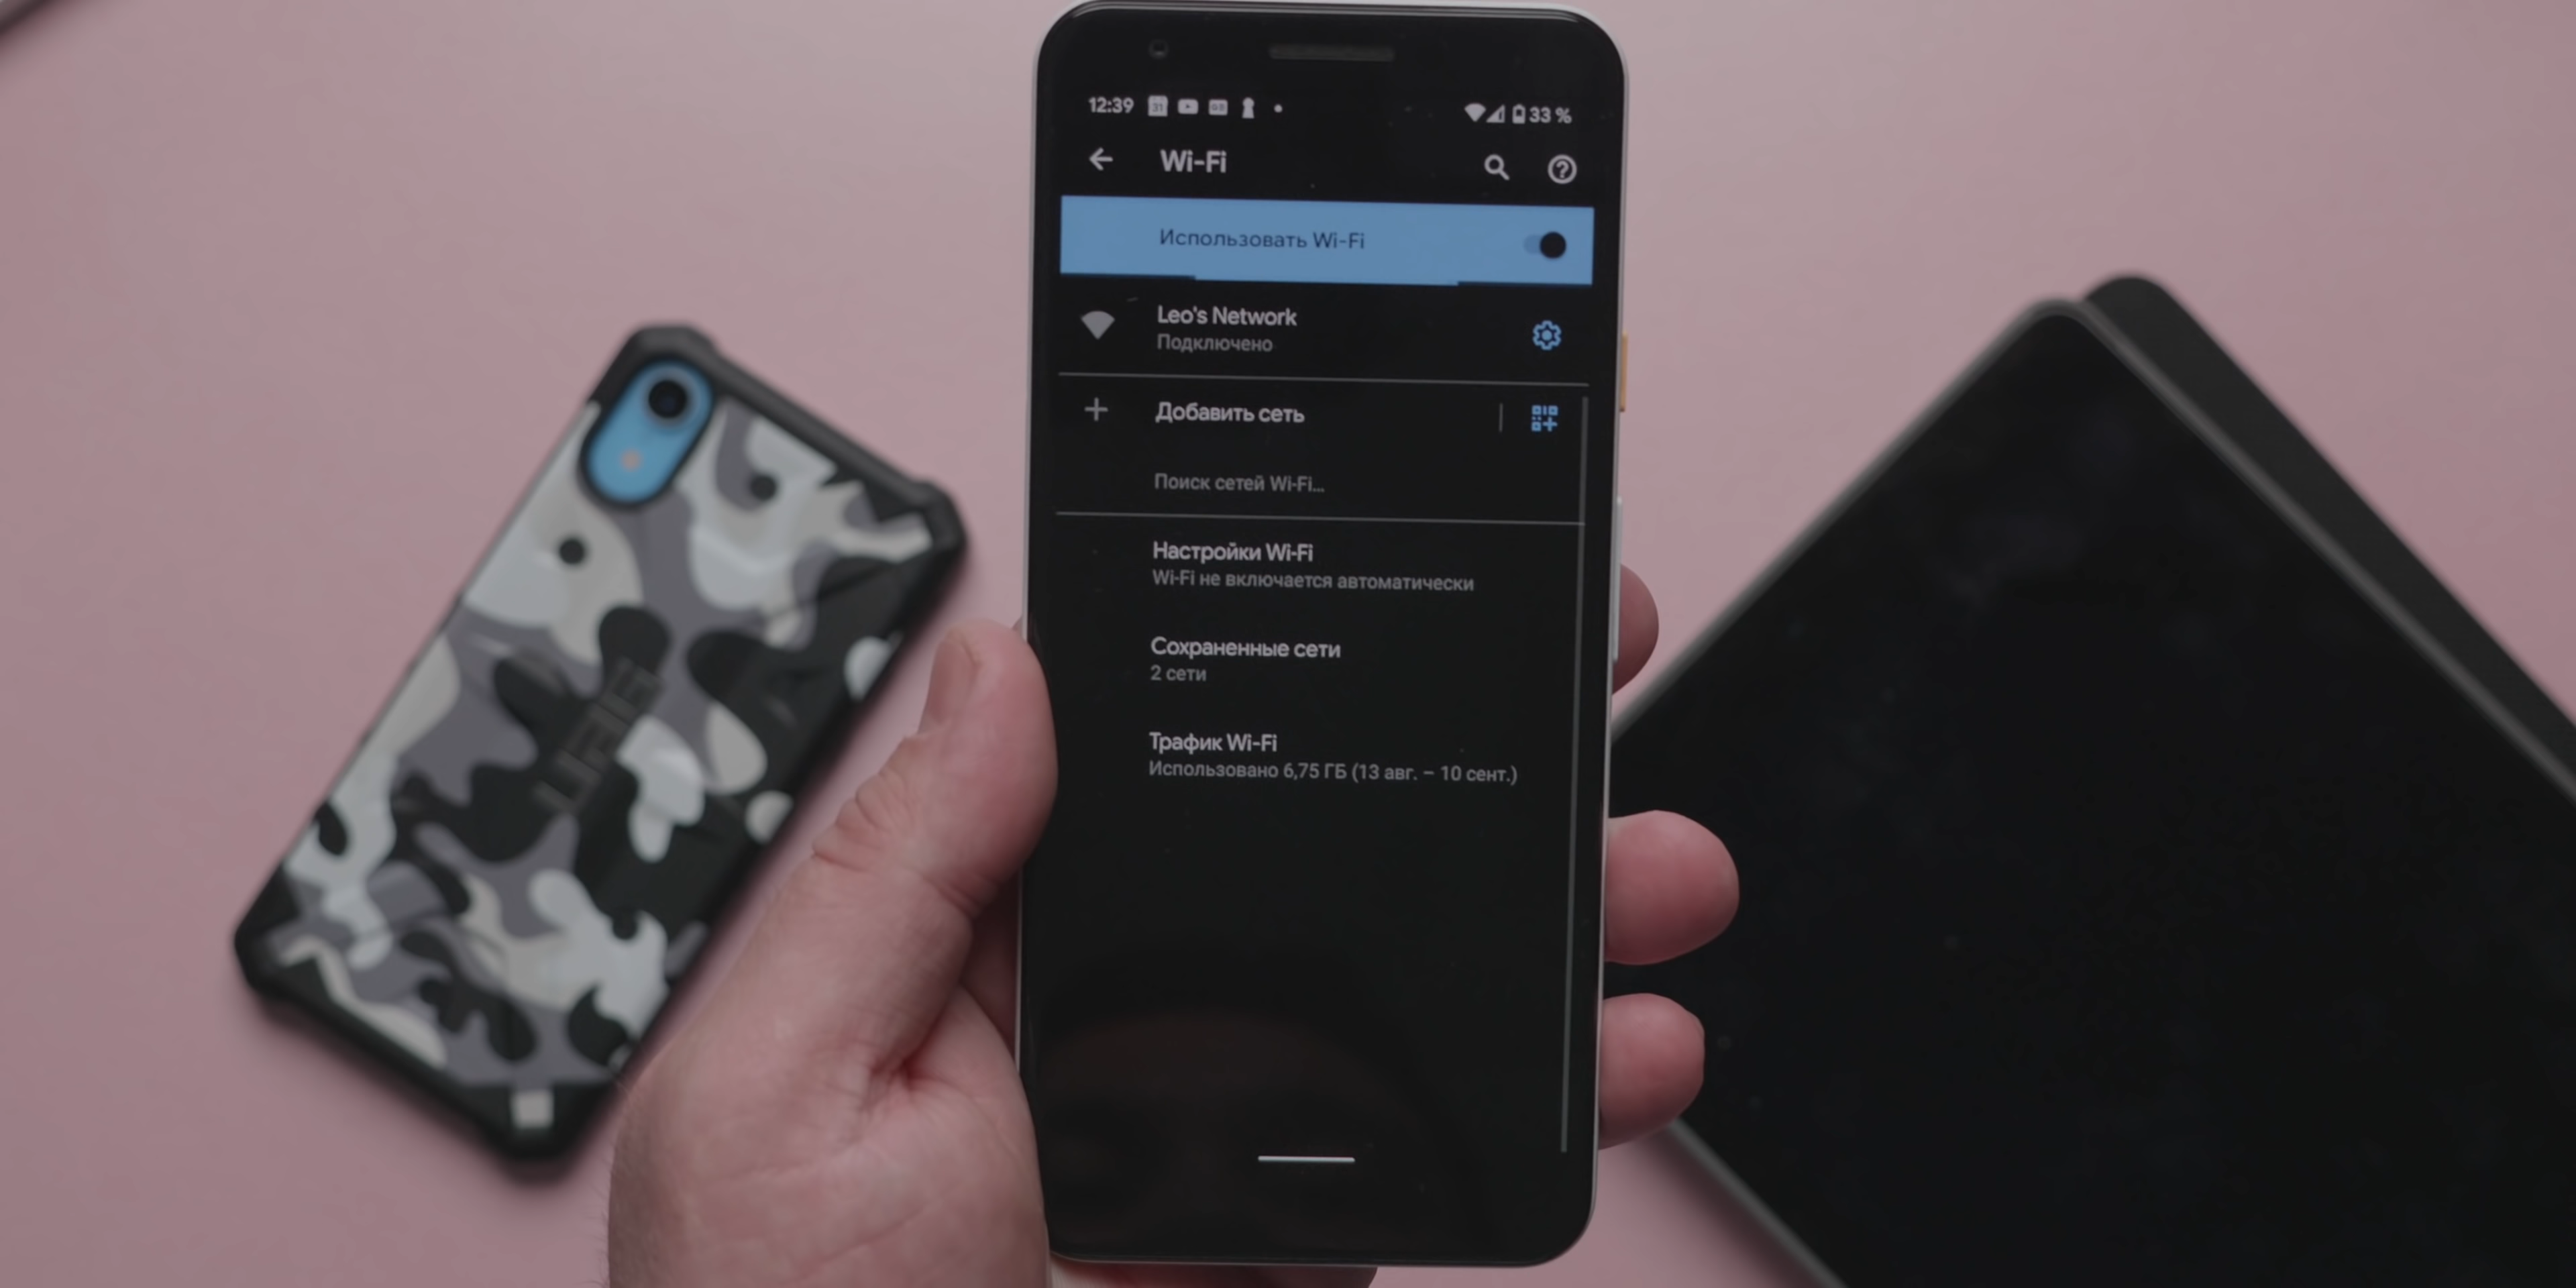 12:39
33 %
Wi-Fi
Использовать Wi-Fi
Leo's Network
Подключено
Добавить сеть
Поиск сетей Wi-Fi...
Настройки Wi-Fi
Wi-Fi не включается автоматически
Сохраненные сети
2 сети
Трафик Wi-Fi
Использовано 6,75 ГБ (13 авг. – 10 сент.)